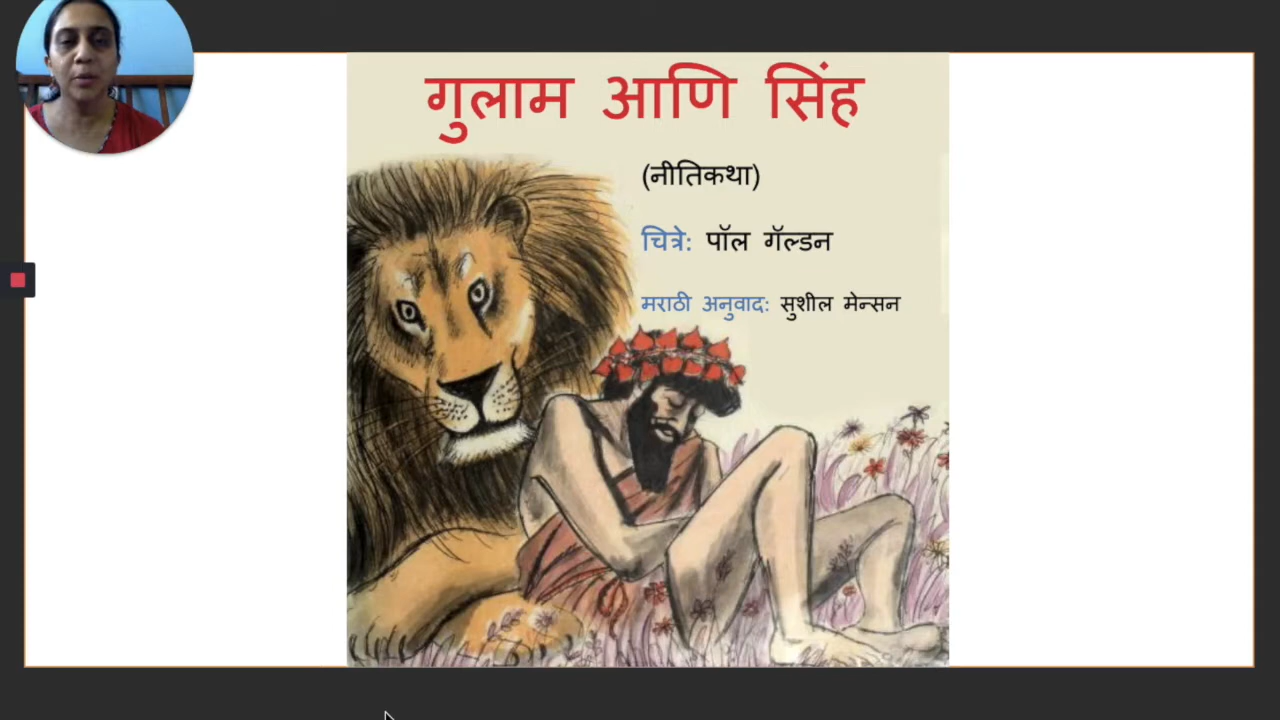 गुलाम आणि सिंह
(नीतिकथा)
चित्रे: पॉल गॅल्डन
मराठी अनुवाद: सुशील मेन्सन